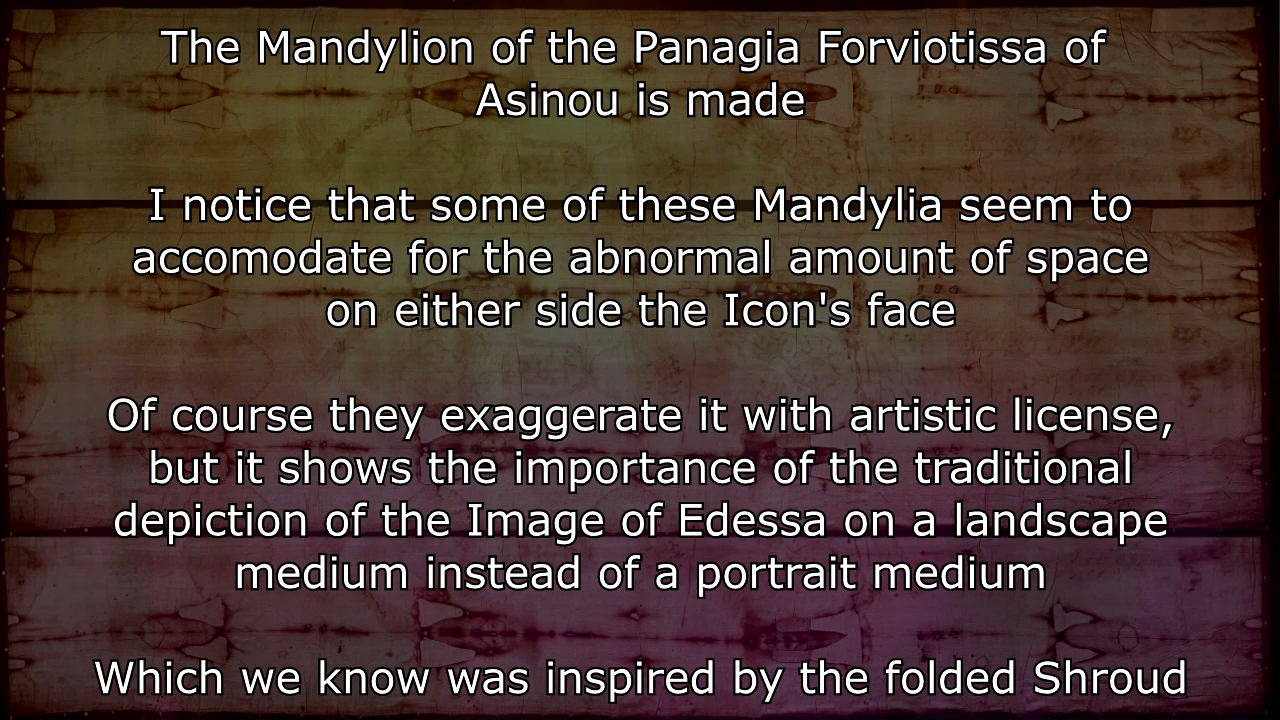 The Mandylion of the Panagia Forviotissa of
Asinou is made
I notice that some of these Mandylia seem to
accomodate for the abnormal amount of space
on either side the Icon's face
Of course they exaggerate it with artistic license,
but it shows the importance of the traditional
depiction of the Image of Edessa on a landscape
medium instead of a portrait medium
Which we know was inspired by the folded Shroud